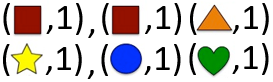 ( ,1),( ,1)( ,1)
( ,1),( ,1)( ,1)